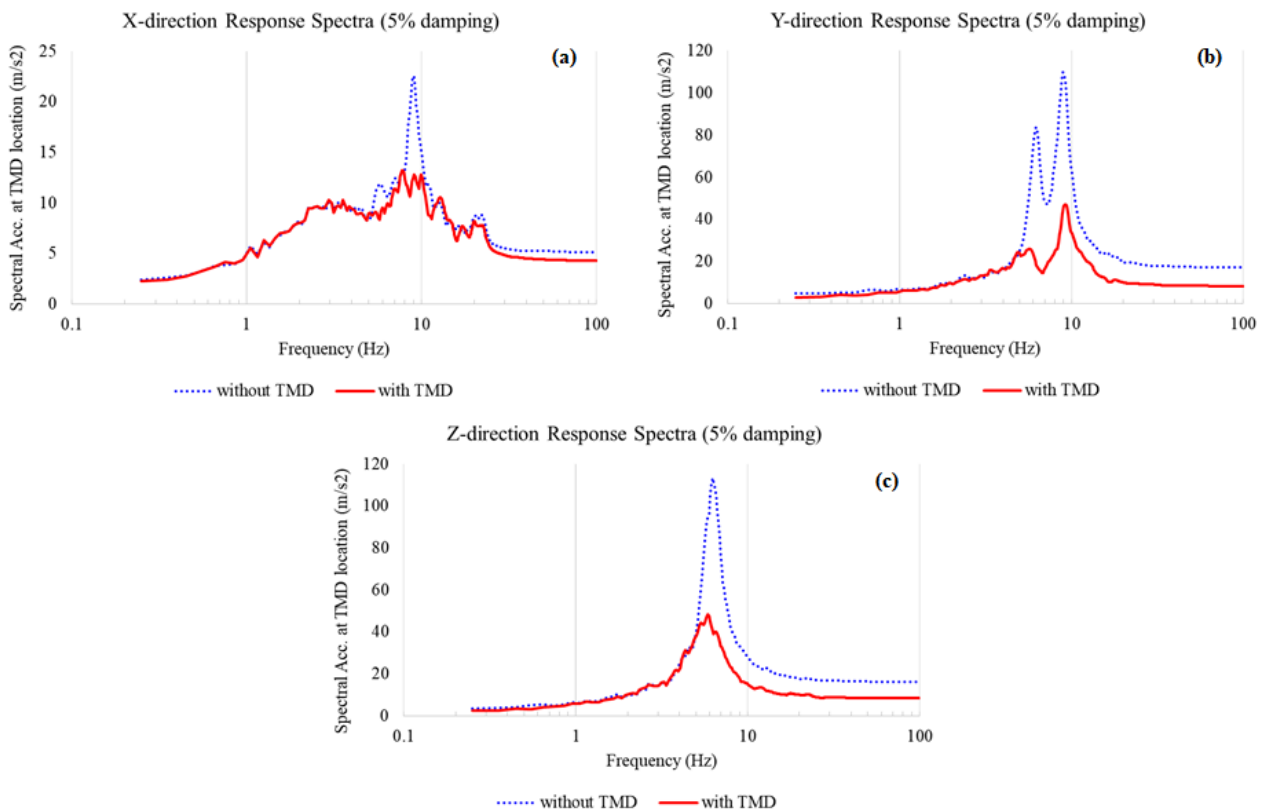 X-direction Response Spectra (5% damping)
(a)
Spectral Acc. at TMD location (m/s2)
25
20
15
10
5
0
0.1 1 10 100
Frequency (Hz)
without TMD with TMD
Y-direction Response Spectra (5% damping)
(b)
Spectral Acc. at TMD location (m/s2)
120
100
80
60
40
20
0
0.1 1 10 100
Frequency (Hz)
without TMD with TMD
Z-direction Response Spectra (5% damping)
(c)
Spectral Acc. at TMD location (m/s2)
120
100
80
60
40
20
0
0.1 1 10 100
Frequency (Hz)
without TMD with TMD